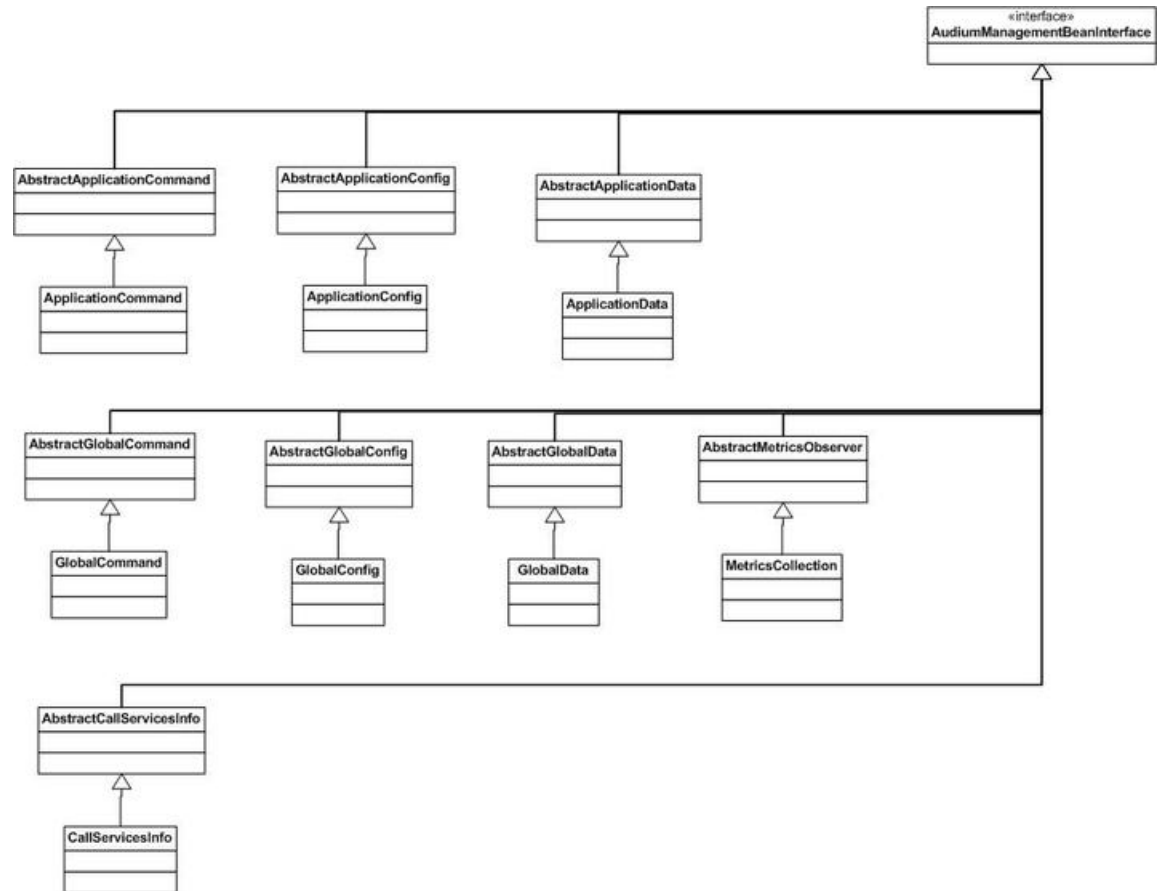 «interface»
AudiumManagementBeanInterface
AbstractApplicationCommand
AbstractApplicationConfig
AbstractApplicationData
ApplicationCommand
ApplicationConfig
ApplicationData
AbstractGlobalCommand
AbstractGlobalConfig
AbstractGlobalData
AbstractMetricsObserver
GlobalCommand
GlobalConfig
GlobalData
MetricsCollection
AbstractCallServicesInfo
CallServicesInfo